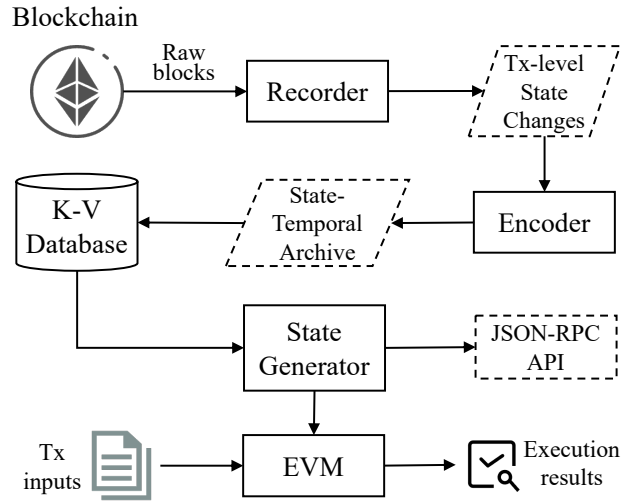 Blockchain
Raw
blocks
Recorder
Tx-level
State
Changes
K-V
Database
State-
Temporal
Archive
Encoder
State
Generator
JSON-RPC
API
Tx
inputs
EVM
Execution
results